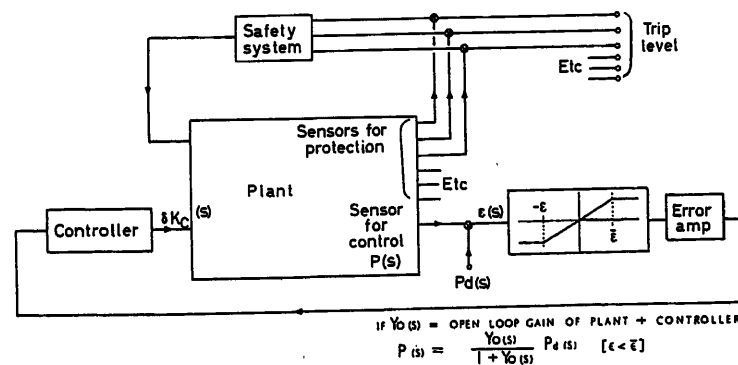 Safety
system
Trip
level
Etc
Sensors for
protection
Plant
Etc
Controller
δKc(s)
Sensor
for
control
P(s)
ε(s)
-ε
ε̄
Error
amp
Pd(s)
IF Yo(s) = OPEN LOOP GAIN OF PLANT + CONTROLLER
P(s) = Yo(s) / 1 + Yo(s) Pd(s) [ε < ε̄]